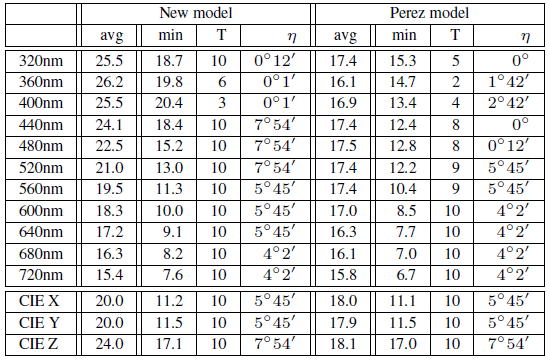 New model Perez model
avg min T η avg min T η
320nm 25.5 18.7 10 0°12′ 17.4 15.3 5 0°
360nm 26.2 19.8 6 0°1′ 16.1 14.7 2 1°42′
400nm 25.5 20.4 3 0°1′ 16.9 13.4 4 2°42′
440nm 24.1 18.4 10 7°54′ 17.4 12.4 8 0°
480nm 22.5 15.2 10 7°54′ 17.5 12.8 8 0°12′
520nm 21.0 13.0 10 7°54′ 17.4 12.2 9 5°45′
560nm 19.5 11.3 10 5°45′ 17.4 10.4 9 5°45′
600nm 18.3 10.0 10 5°45′ 17.0 8.5 10 4°2′
640nm 17.2 9.1 10 5°45′ 16.3 7.7 10 4°2′
680nm 16.3 8.2 10 4°2′ 16.1 7.0 10 4°2′
720nm 15.4 7.6 10 4°2′ 15.8 6.7 10 4°2′
CIE X 20.0 11.2 10 5°45′ 18.0 11.1 10 5°45′
CIE Y 20.0 11.5 10 5°45′ 17.9 11.5 10 5°45′
CIE Z 24.0 17.1 10 7°54′ 18.1 17.0 10 7°54′